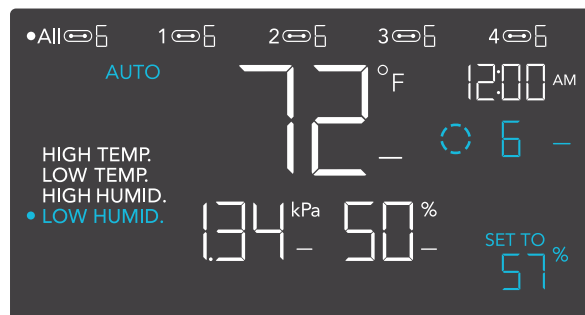 •All 6 1 6 2 6 3 6 4 6
AUTO
72 °F
12:00 AM
6 –
HIGH TEMP.
LOW TEMP.
HIGH HUMID.
• LOW HUMID.
1.34 kPa –
50 % –
SET TO
57 %